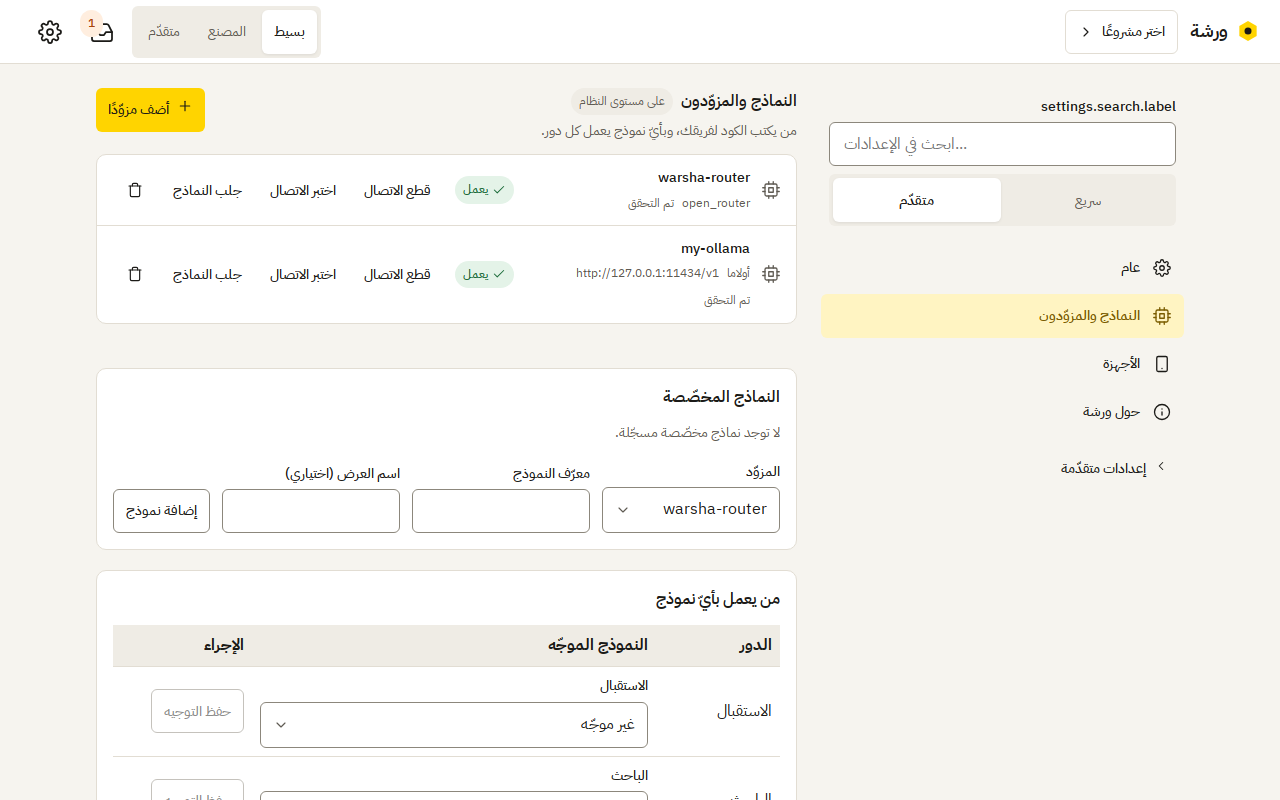 ورشة
اختر مشروعًا
بسيط
المصنع
متقدّم
1
settings.search.label
ابحث في الإعدادات...
سريع
متقدّم
عام
النماذج والمزوّدون
الأجهزة
حول ورشة
إعدادات متقدّمة
النماذج والمزوّدون على مستوى النظام
من يكتب الكود لفريقك، وبأيّ نموذج يعمل كل دور.
أضف مزوّدًا
warsha-router
open_router تم التحقق
يعمل
قطع الاتصال
اختبر الاتصال
جلب النماذج
my-ollama
أولاما http://127.0.0.1:11434/v1
تم التحقق
يعمل
قطع الاتصال
اختبر الاتصال
جلب النماذج
النماذج المخصّصة
لا توجد نماذج مخصّصة مسجّلة.
المزوّد
warsha-router
معرّف النموذج
اسم العرض (اختياري)
إضافة نموذج
من يعمل بأيّ نموذج
الدور
النموذج الموجّه
الإجراء
الاستقبال
الاستقبال
غير موجّه
حفظ التوجيه
الباحث
الباحث
حفظ التوجيه